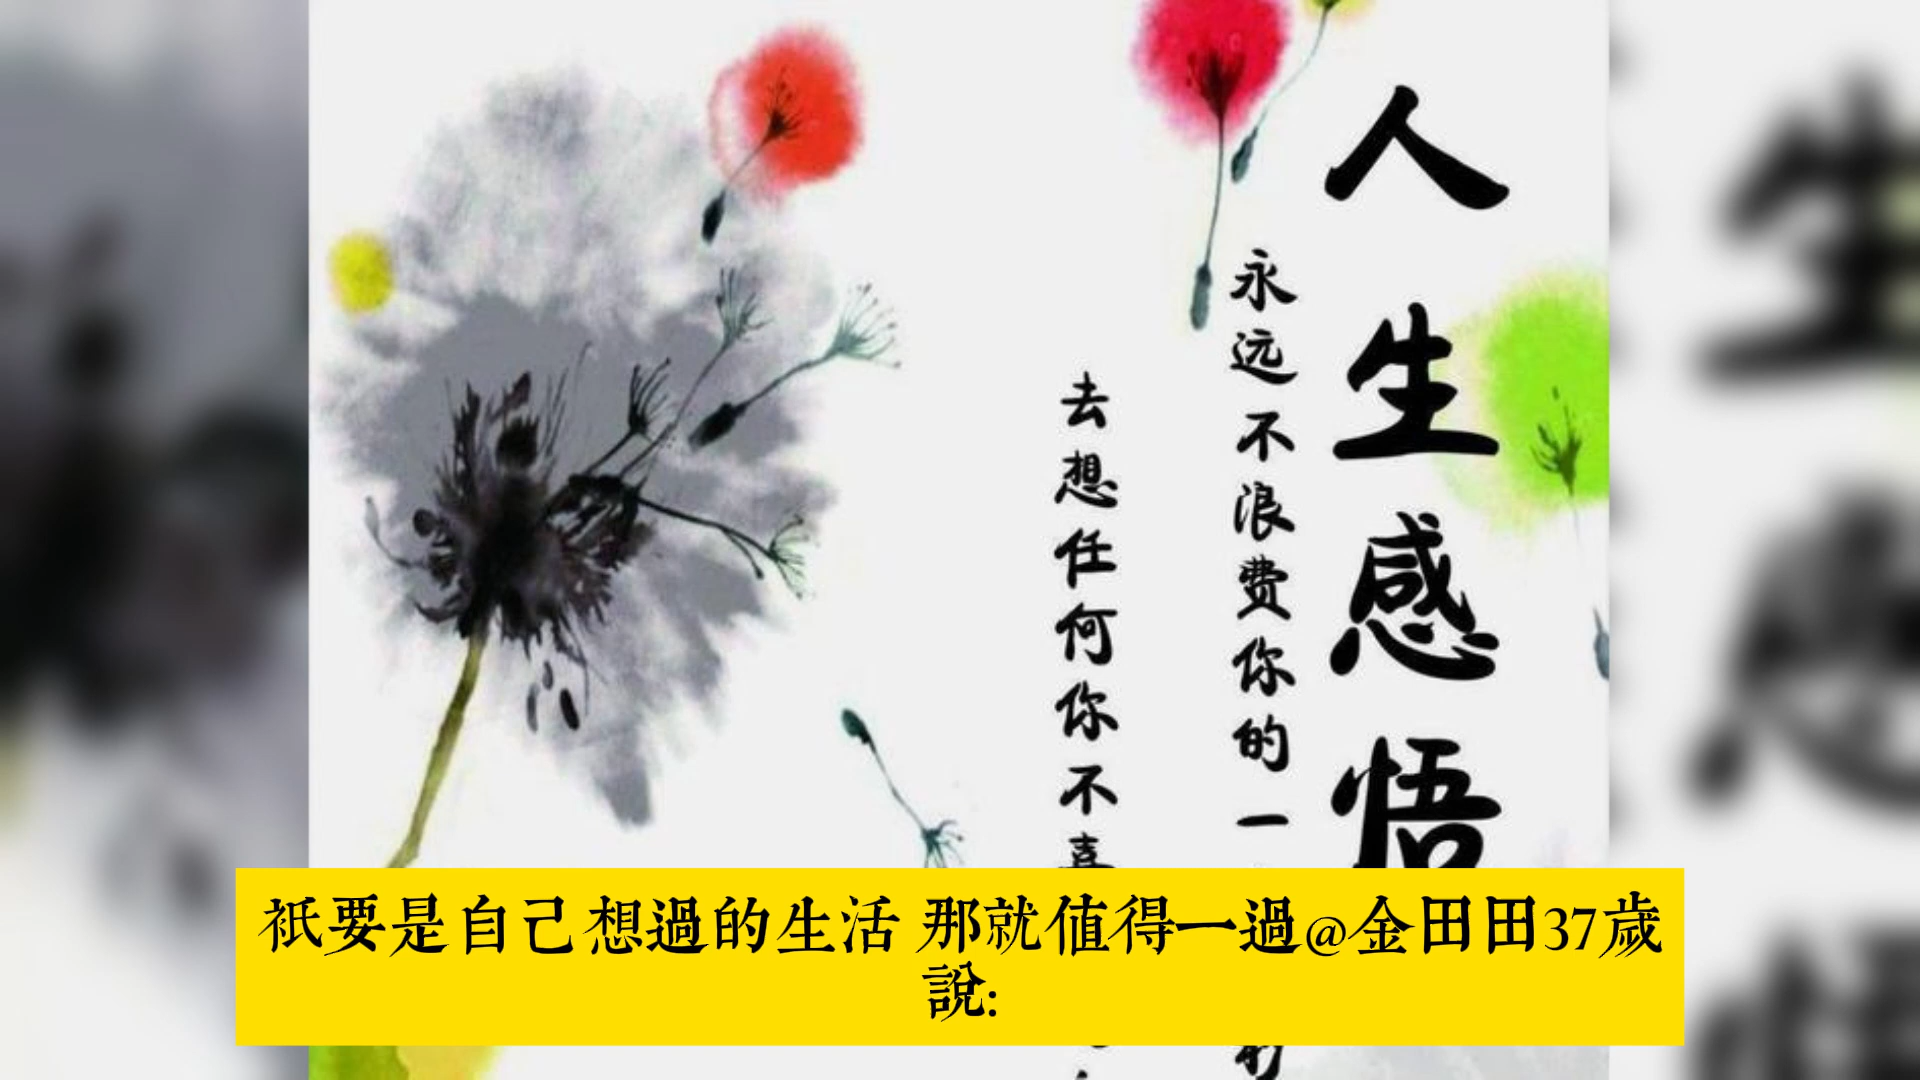 人生感悟
永远不浪费你的一
去想任何你不喜
衹要是自己想過的生活 那就值得一過@金田田37歲
說: